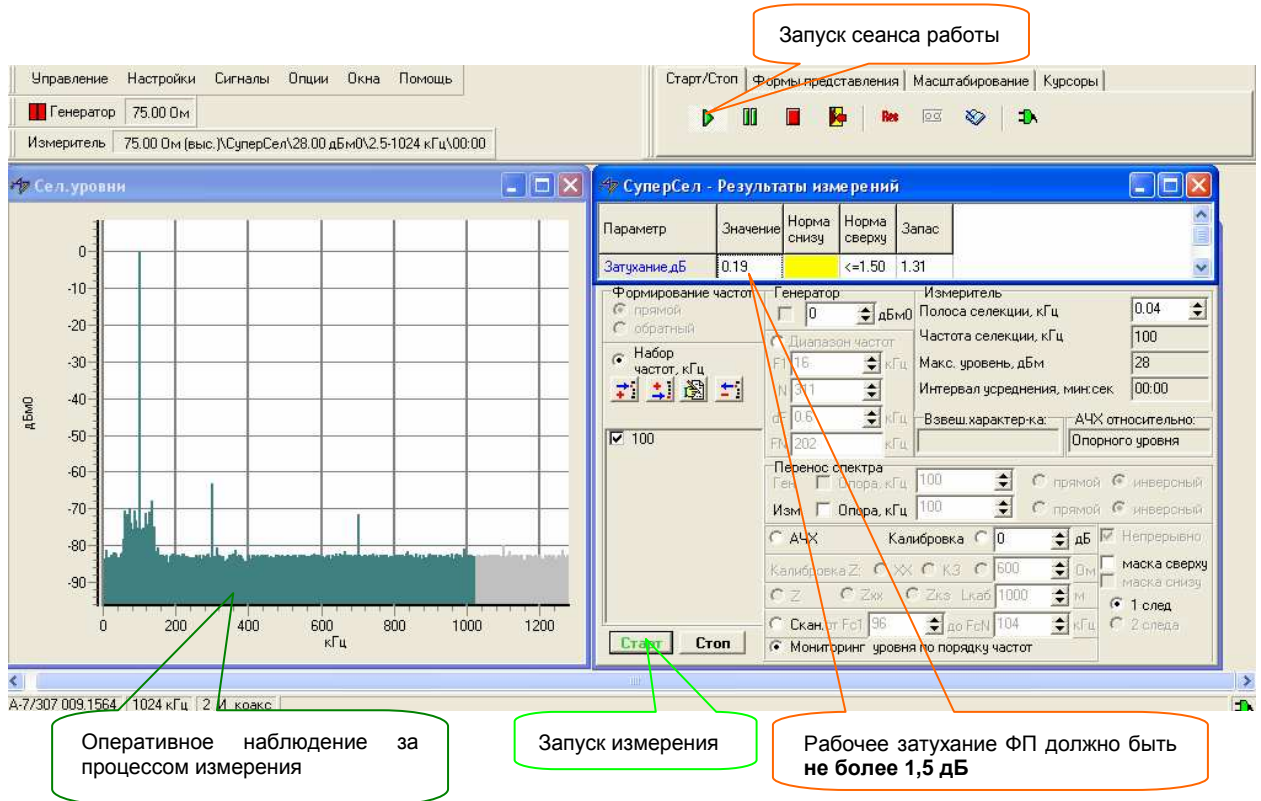 Запуск сеанса работы
Управление Настройки Сигналы Опции Окна Помощь
Старт/Стоп Формы представления Масштабирование Курсоры
Генератор 75.00 Ом
Res
Измеритель 75.00 Ом (выс.)\СуперСел\28.00 дБм0\2.5-1024 кГц\00:00
Сел.уровни
0
-10
-20
-30
-40
-50
-60
-70
-80
-90
дБм0
0 200 400 600 800 1000 1200
кГц
СуперСел - Результаты измерений
Параметр Значение Норма снизу Норма сверху Запас
Затухание,дБ 0.19 <=1.50 1.31
Формирование частот
прямой
обратный
Набор
частот, кГц
100
Старт Стоп
Генератор
0 дБм0
Диапазон частот
F1 16 кГц
N 311
dF 0.6 кГц
FN 202 кГц
Измеритель
Полоса селекции, кГц 0.04
Частота селекции, кГц 100
Макс. уровень, дБм 28
Интервал усреднения, мин:сек 00:00
Взвеш.характер-ка: АЧХ относительно:
Опорного уровня
Перенос спектра
Ген. Опора, кГц 100 прямой инверсный
Изм. Опора, кГц 100 прямой инверсный
АЧХ Калибровка 0 дБ Непрерывно
Калибровка Z: XX КЗ 600 Ом маска сверху
маска снизу
Z Zхх Zкз Lкаб 1000 м
1 след
Скан. от Fc1 96 до FcN 104 кГц 2 следа
Мониторинг уровня по порядку частот
А-7/307 009.1564 1024 кГц 2 И коакс
Оперативное наблюдение за
процессом измерения
Запуск измерения
Рабочее затухание ФП должно быть
не более 1,5 дБ